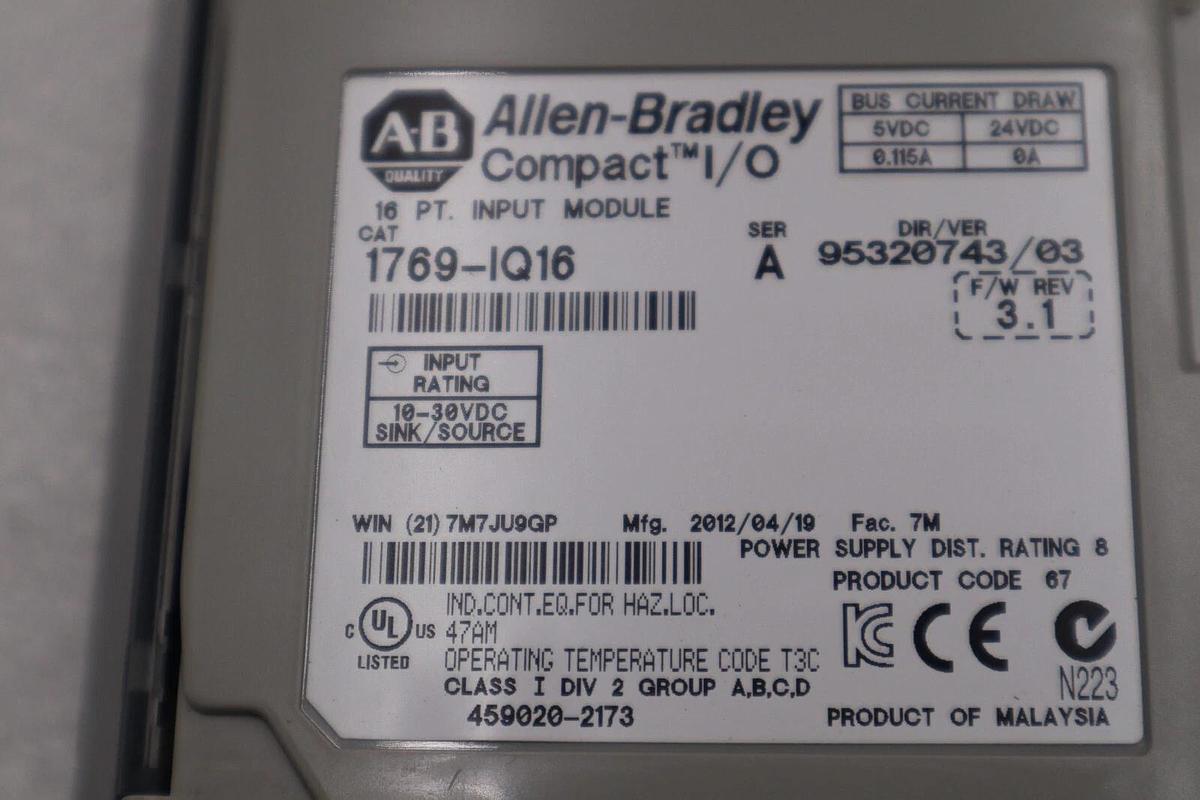 A-B
QUALITY
Allen-Bradley
Compact™ I/O
BUS CURRENT DRAW
5VDC 24VDC
0.115A 0A
16 PT. INPUT MODULE
CAT
1769-IQ16
SER
A
DIR/VER
95320743/03
F/W REV
3.1
INPUT
RATING
10-30VDC
SINK/SOURCE
WIN (21) 7M7JU9GP Mfg. 2012/04/19 Fac. 7M
POWER SUPPLY DIST. RATING 8
PRODUCT CODE 67
C UL US
LISTED
IND.CONT.EQ.FOR HAZ.LOC.
47AM
OPERATING TEMPERATURE CODE T3C
CLASS I DIV 2 GROUP A,B,C,D
459020-2173
KC CE
N223
PRODUCT OF MALAYSIA